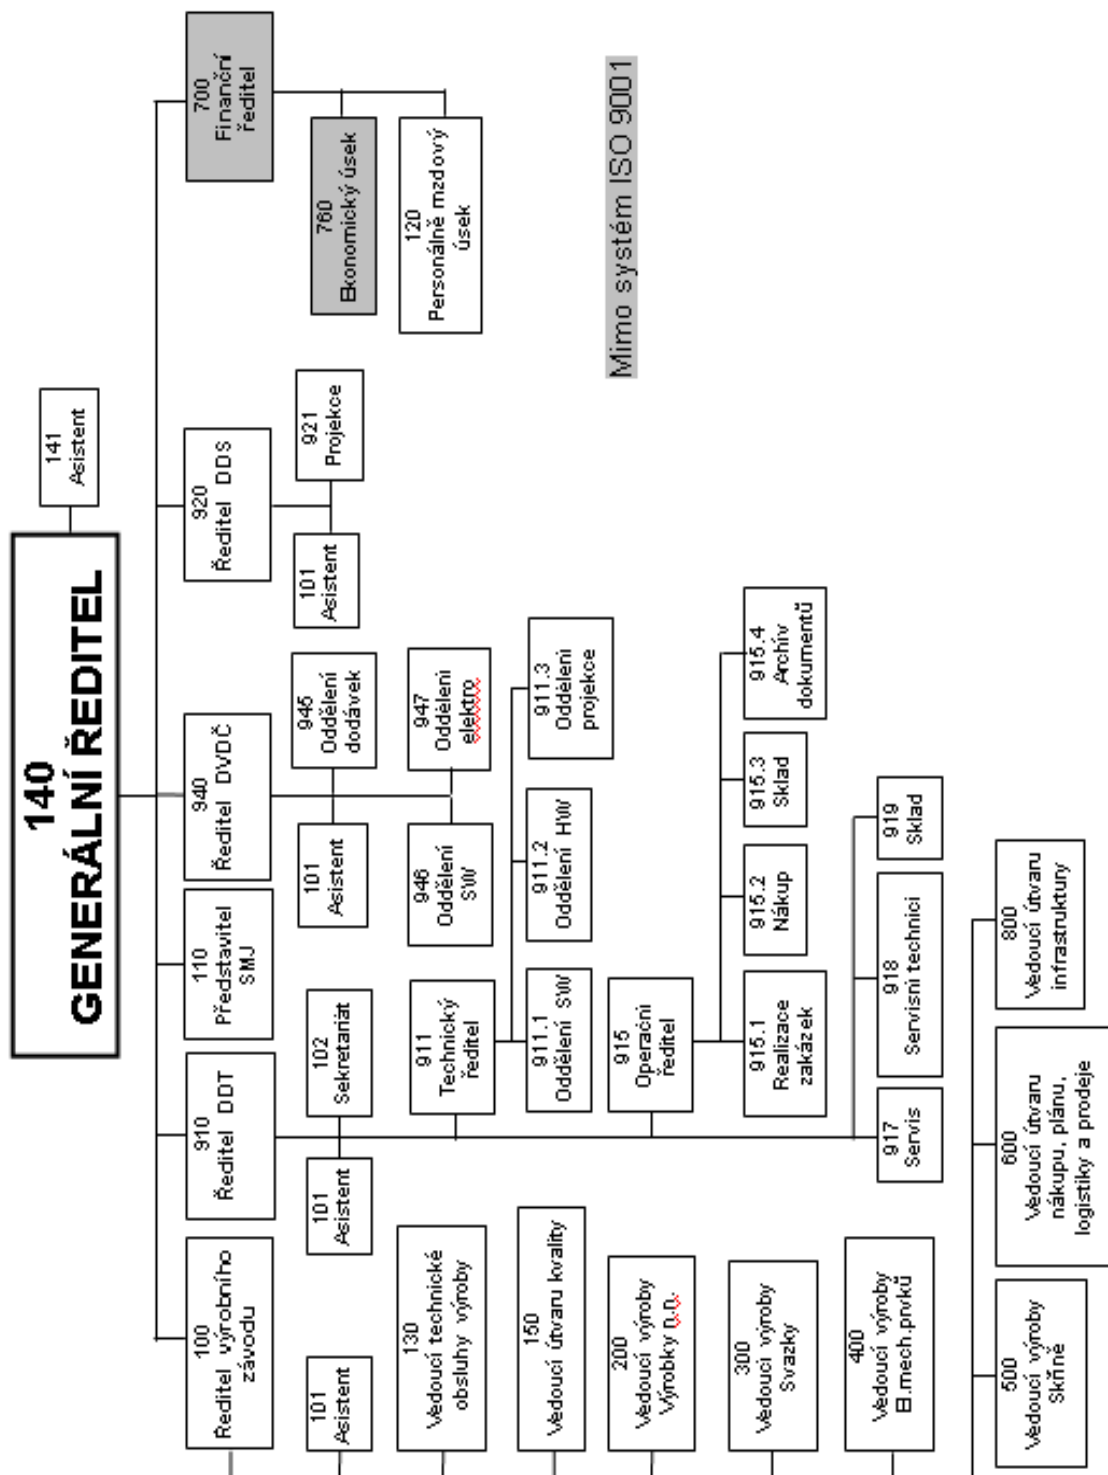 140
GENERÁLNÍ ŘEDITEL
141
Asistent
100
Ředitel výrobního
závodu
910
Ředitel DDT
110
Představitel
SMJ
940
Ředitel DVDČ
920
Ředitel DDS
700
Finanční
ředitel
101
Asistent
101
Asistent
102
Sekretariát
101
Asistent
945
Oddělení
dodávek
101
Asistent
921
Projekce
760
Ekonomický úsek
130
Vedoucí technické
obsluhy výroby
911
Technický
ředitel
946
Oddělení
SW
947
Oddělení
elektro
120
Personálně mzdový
úsek
150
Vedoucí útvaru kvality
911.1
Oddělení SW
911.2
Oddělení HW
911.3
Oddělení
projekce
200
Vedoucí výroby
Výrobky D.D.
915
Operační
ředitel
Mimo systém ISO 9001
300
Vedoucí výroby
Svazky
915.1
Realizace
zakázek
915.2
Nákup
915.3
Sklad
915.4
Archív
dokumentů
400
Vedoucí výroby
El.mech.prvků
917
Servis
918
Servisní technici
919
Sklad
500
Vedoucí výroby
Skříně
600
Vedoucí útvaru
nákupu, plánu,
logistiky a prodeje
800
Vedoucí útvaru
infrastruktury